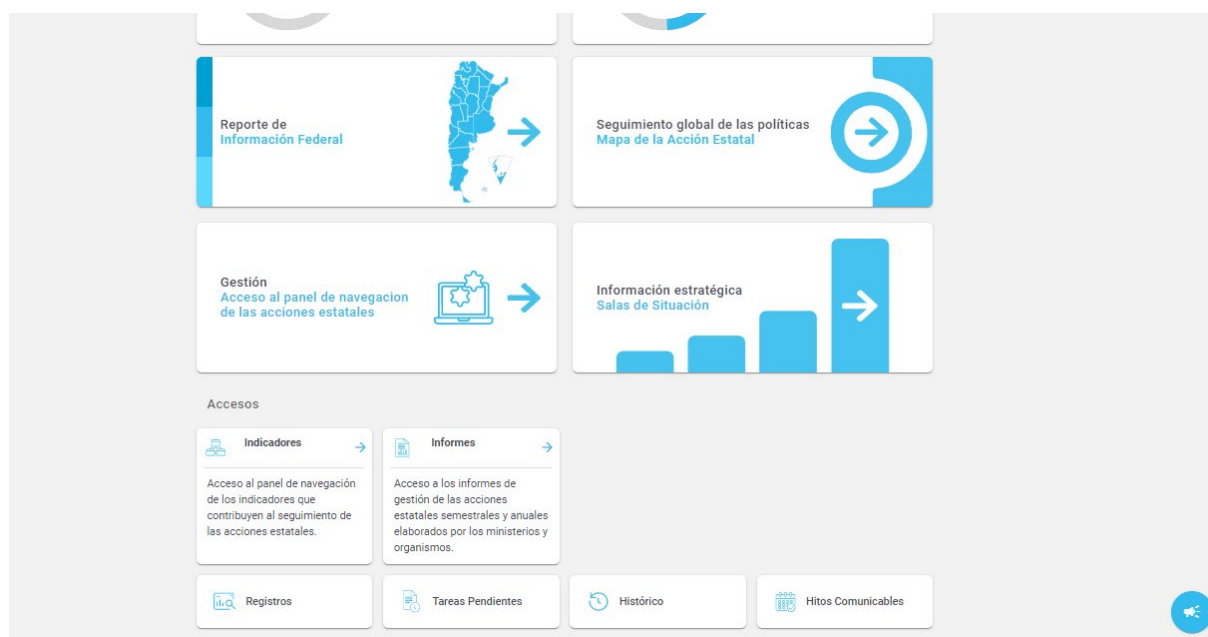 Reporte de
Información Federal
Seguimiento global de las políticas
Mapa de la Acción Estatal
Gestión
Acceso al panel de navegacion
de las acciones estatales
Información estratégica
Salas de Situación
Accesos
Indicadores
Acceso al panel de navegación
de los indicadores que
contribuyen al seguimiento de
las acciones estatales.
Informes
Acceso a los informes de
gestión de las acciones
estatales semestrales y anuales
elaborados por los ministerios y
organismos.
Registros
Tareas Pendientes
Histórico
Hitos Comunicables